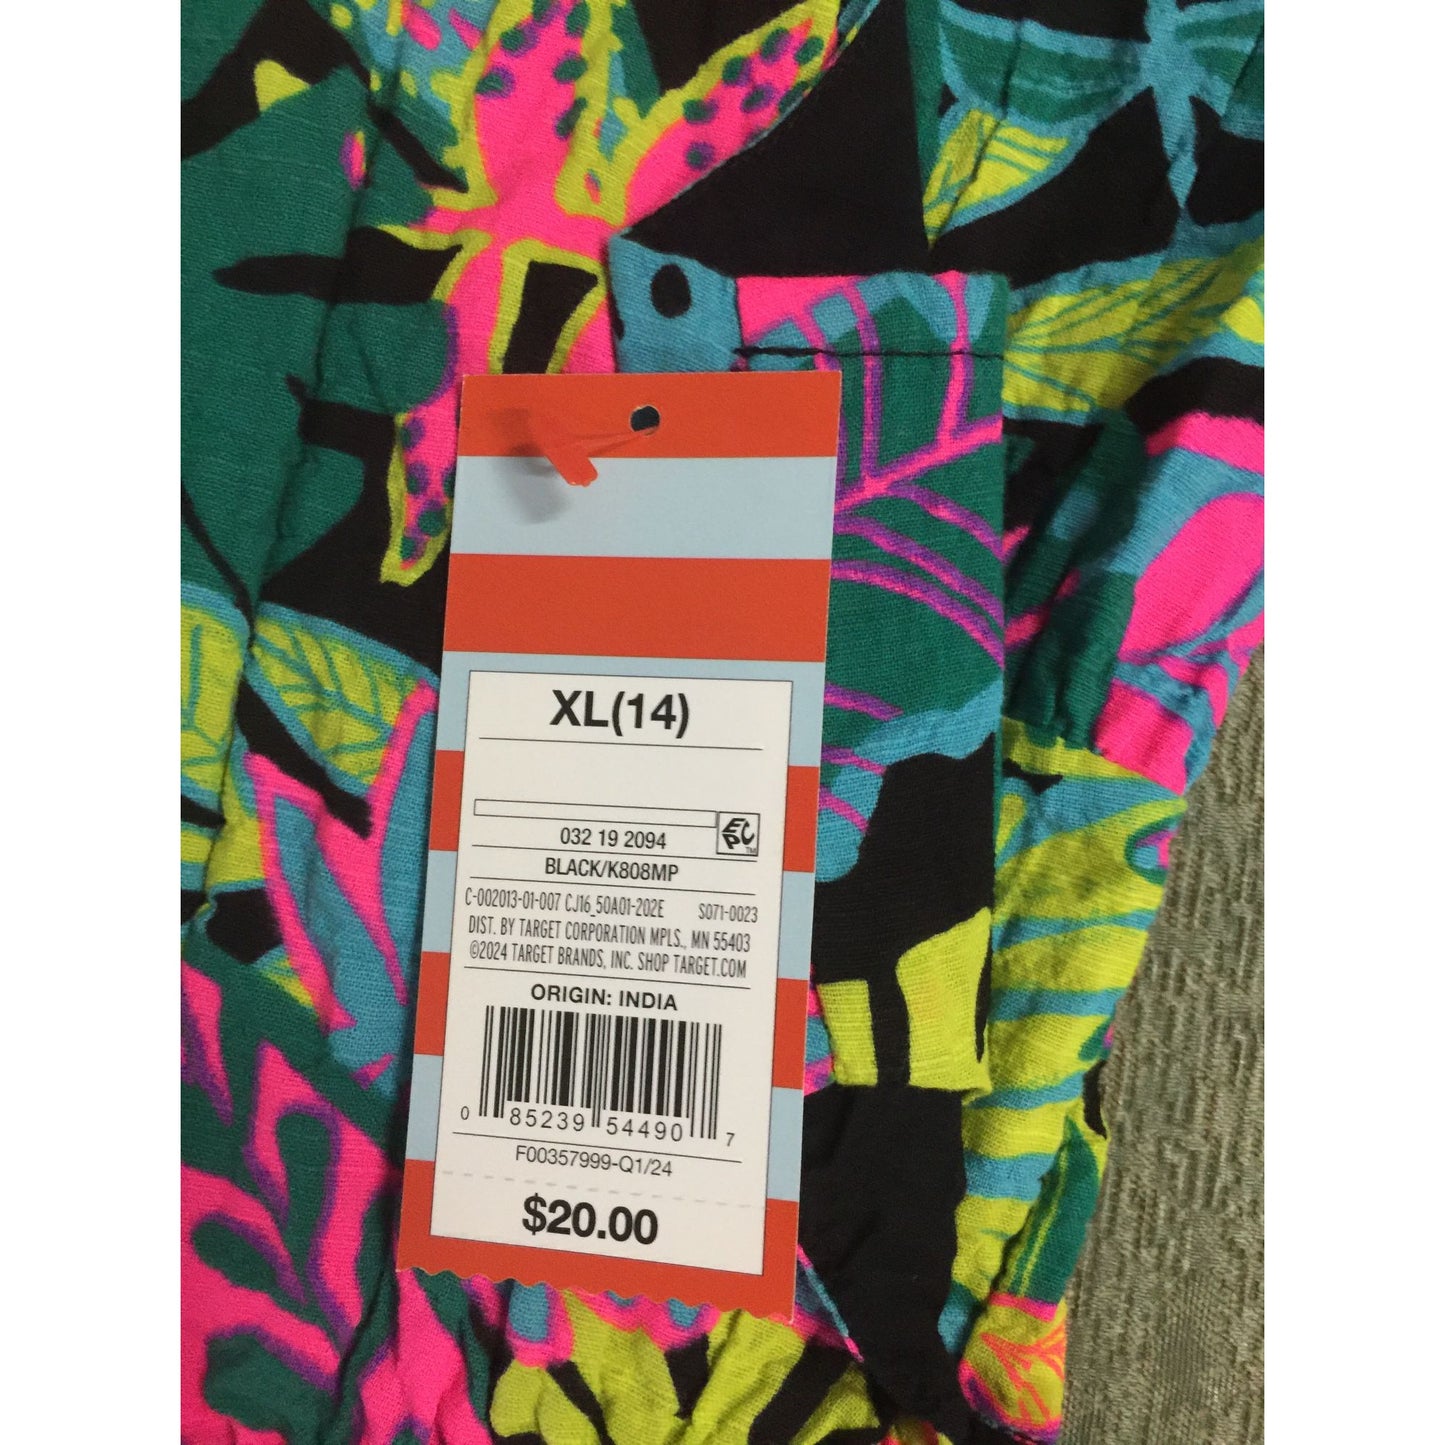 XL(14)
032 19 2094
EPC TM
BLACK/K808MP
C-002013-01-007 CJ16_50A01-202E S071-0023
DIST. BY TARGET CORPORATION MPLS., MN 55403
©2024 TARGET BRANDS, INC. SHOP TARGET.COM
ORIGIN: INDIA
0 85239 54490 7
F00357999-Q1/24
$20.00